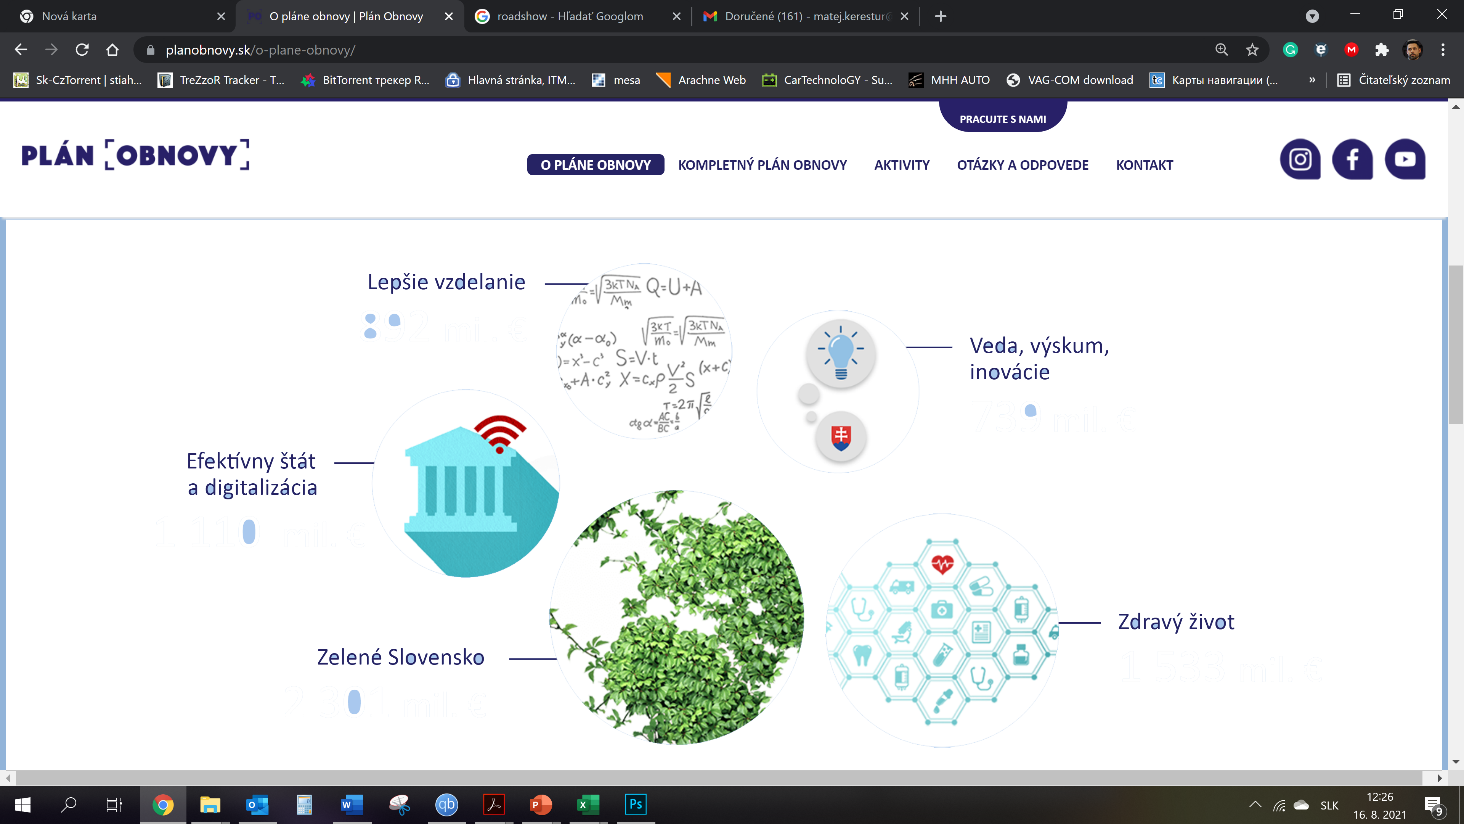 Nová karta
O pláne obnovy | Plán Obnovy
roadshow - Hľadať Googlom
Doručené (161) - matej.kerestur@
planobnovy.sk/o-plane-obnovy/
Sk-CzTorrent | stiah...
TreZzoR Tracker - T...
BitTorrent трекер R...
Hlavná stránka, ITM...
mesa
Arachne Web
CarTechnoloGY - Su...
MHH AUTO
VAG-COM download
Карты навигации (...
»
Čitateľský zoznam
PRACUJTE S NAMI
PLÁN [OBNOVY]
O PLÁNE OBNOVY
KOMPLETNÝ PLÁN OBNOVY
AKTIVITY
OTÁZKY A ODPOVEDE
KONTAKT
Lepšie vzdelanie
Q=U+A
S=V·t
Veda, výskum,
inovácie
Efektívny štát
a digitalizácia
Zelené Slovensko
Zdravý život
SLK
12:26
16. 8. 2021
9